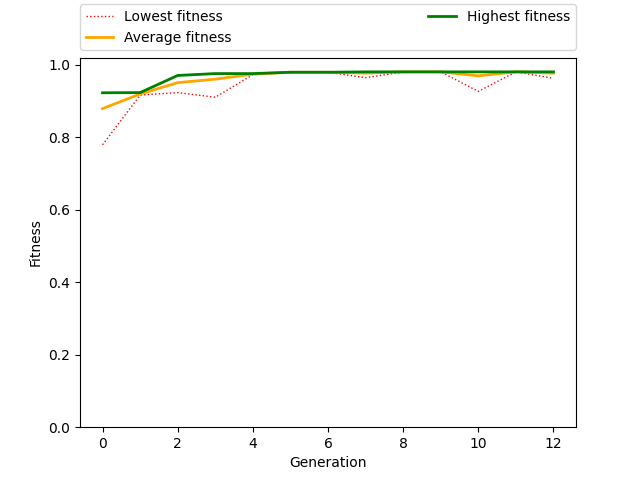 Lowest fitness
Average fitness
Highest fitness
1.0
0.8
0.6
0.4
0.2
0.0
Fitness
0 2 4 6 8 10 12
Generation